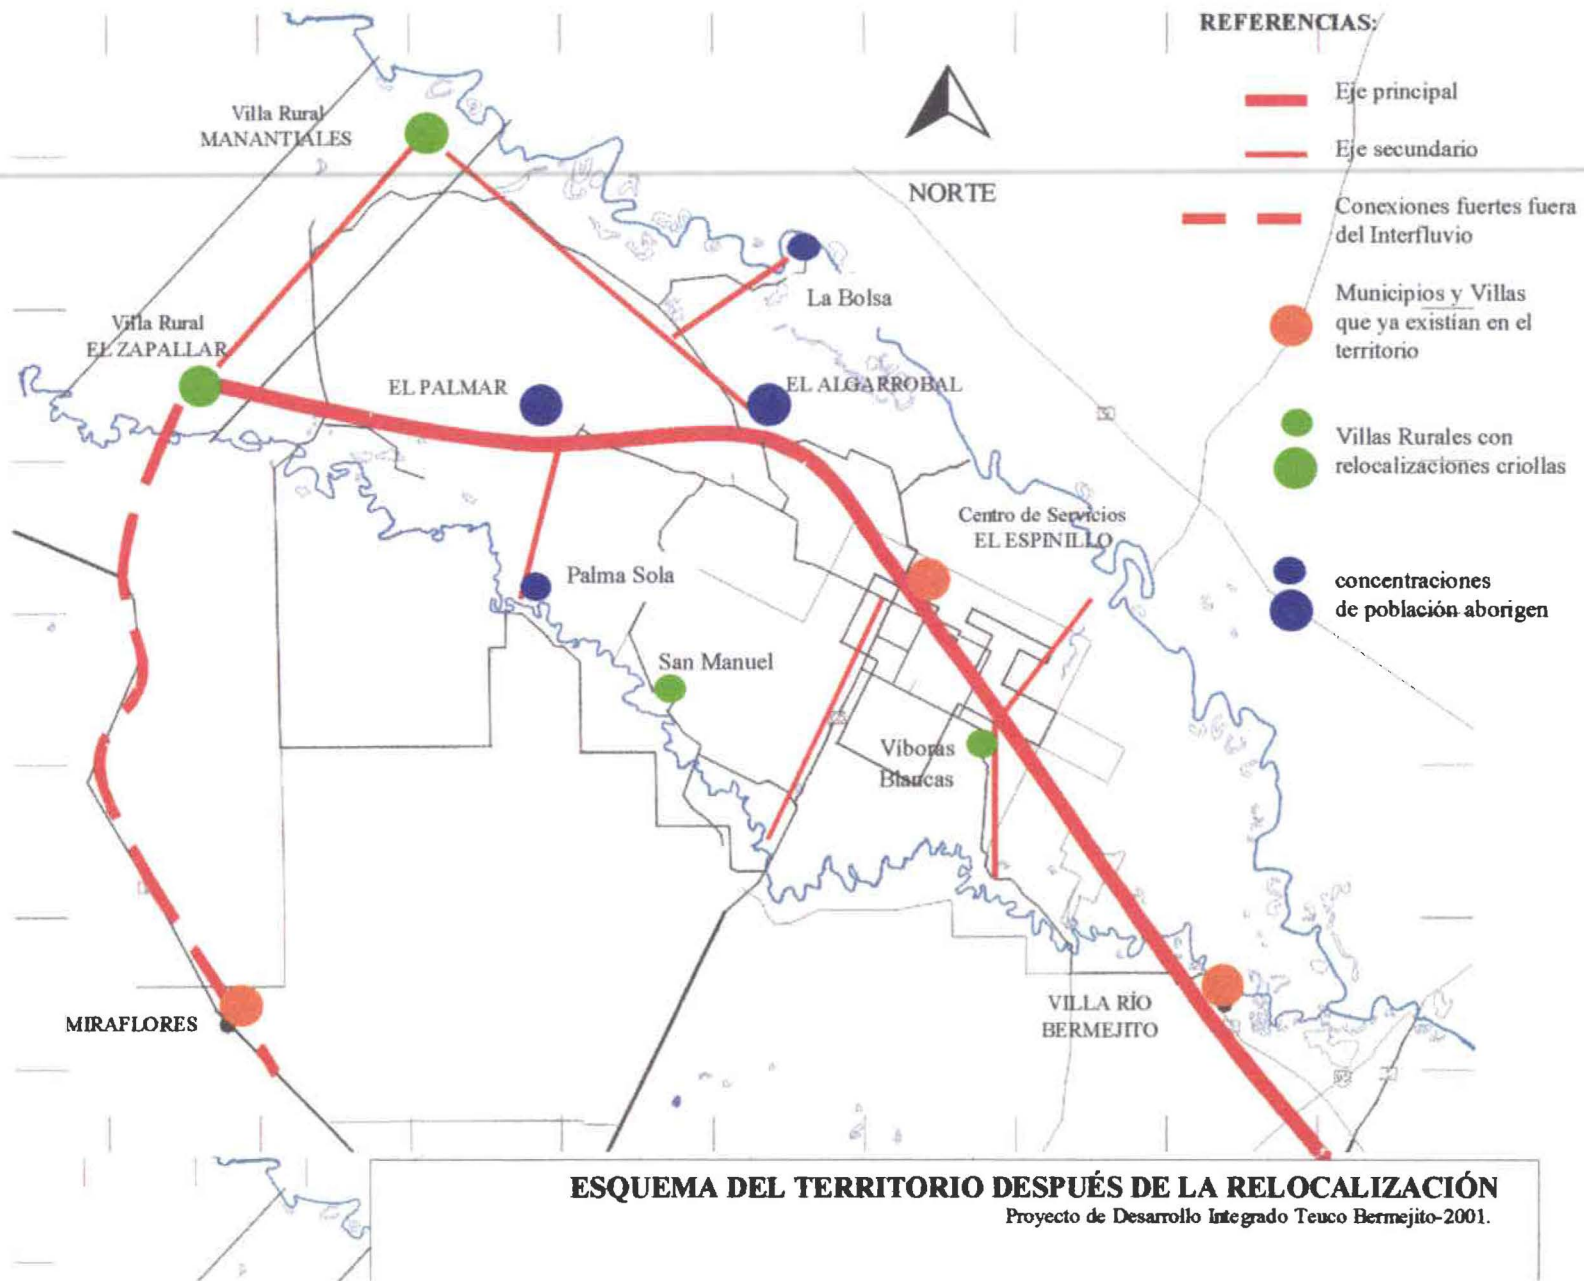 REFERENCIAS:
Eje principal
Eje secundario
Conexiones fuertes fuera
del Interfluvio
Municipios y Villas
que ya existían en el
territorio
Villas Rurales con
relocalizaciones criollas
concentraciones
de población aborigen
NORTE
Villa Rural
MANANTIALES
La Bolsa
Villa Rural
EL ZAPALLAR
EL PALMAR
EL ALGARROBAL
Centro de Servicios
EL ESPINILLO
Palma Sola
San Manuel
Víboras
Blancas
MIRAFLORES
VILLA RÍO
BERMEJITO
ESQUEMA DEL TERRITORIO DESPUÉS DE LA RELOCALIZACIÓN
Proyecto de Desarrollo Integrado Teuco Bermejito-2001.